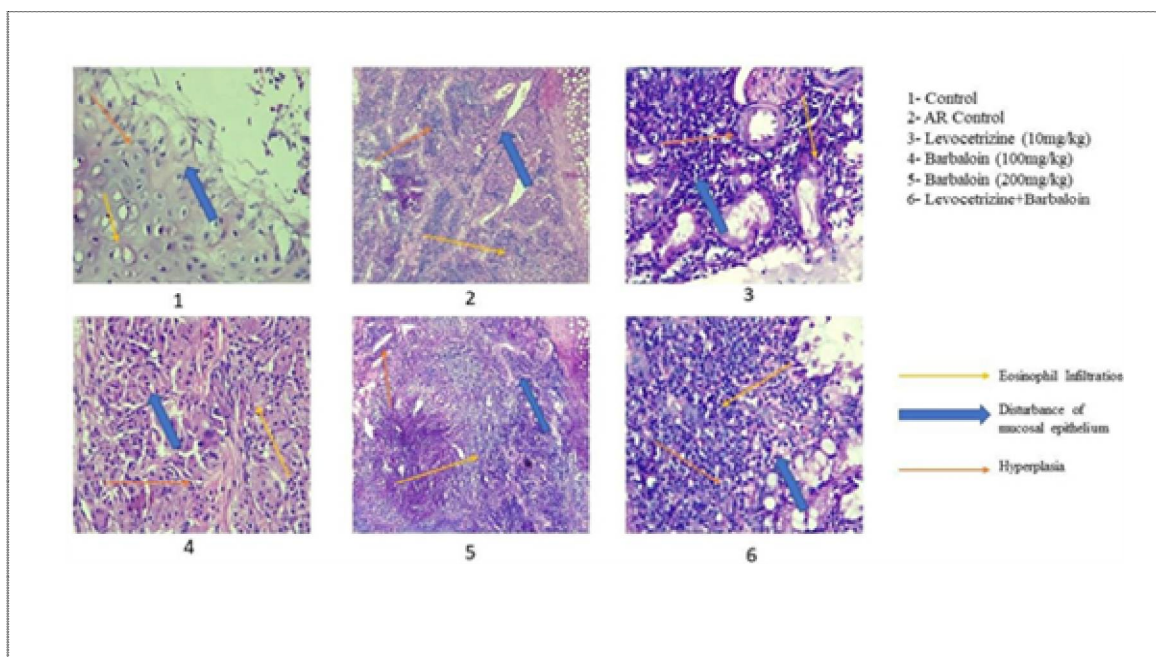 1- Control
2- AR Control
3- Levocetrizine (10mg/kg)
4- Barbaloin (100mg/kg)
5- Barbaloin (200mg/kg)
6- Levocetrizine+Barbaloin
1
2
3
4
5
6
Eosinophil Infiltration
Disturbance of
mucosal epithelium
Hyperplasia